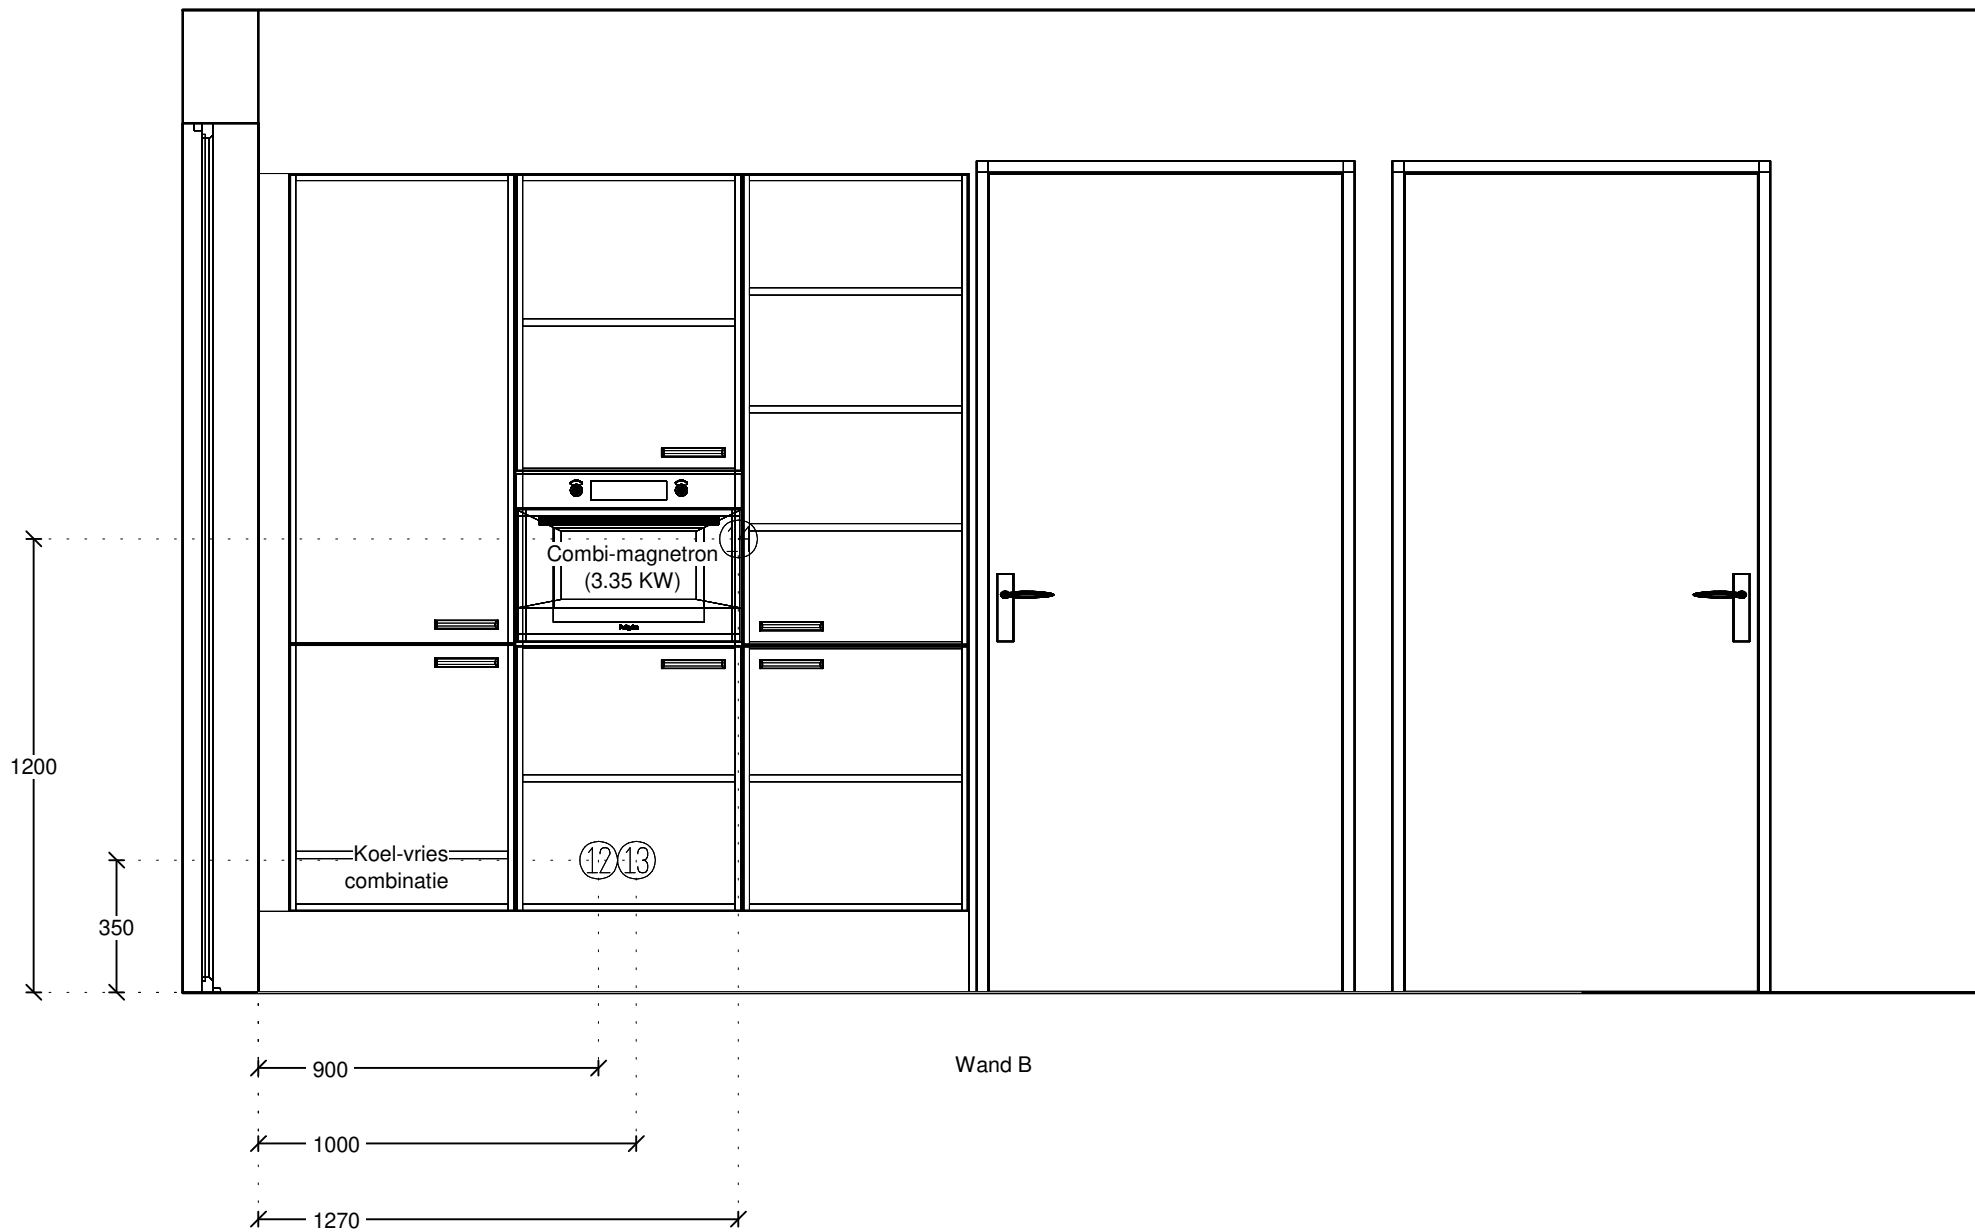 Combi-magnetron
(3.35 KW)
1200
Koel-vries
combinatie
12
13
350
900
Wand B
1000
1270